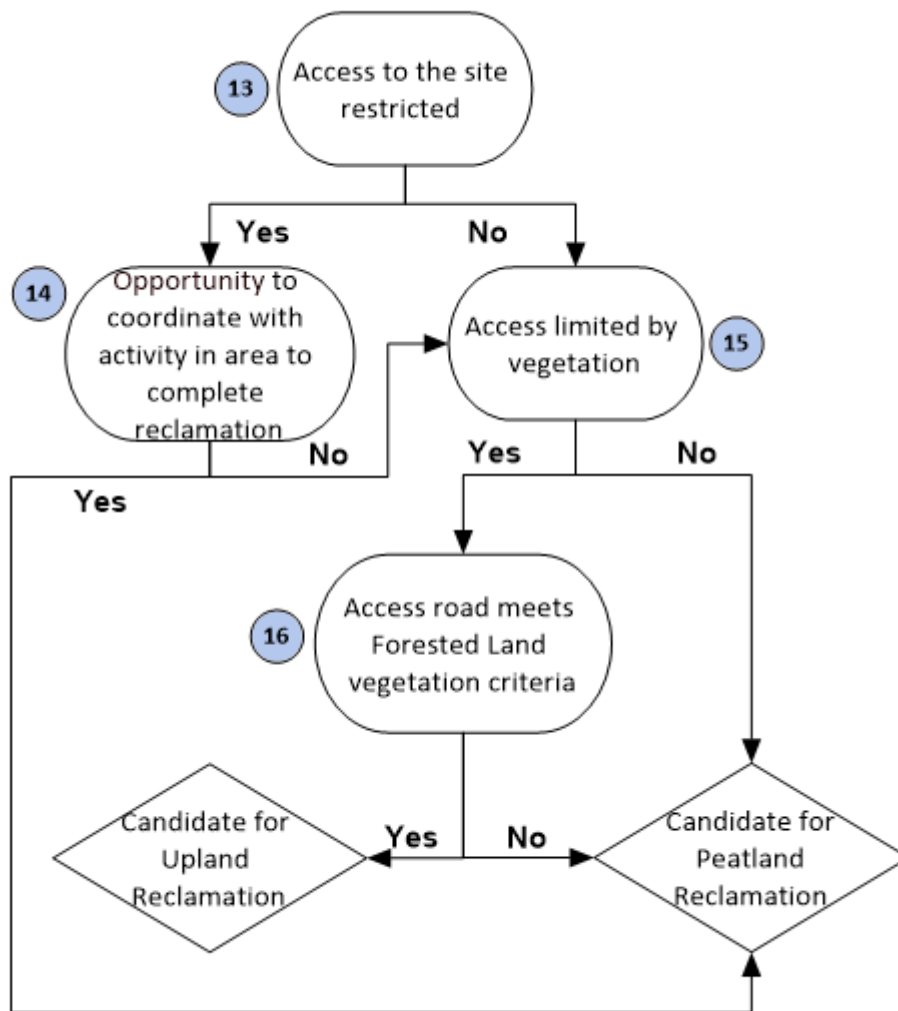 13
Access to the site
restricted
Yes
No
14
Opportunity to
coordinate with
activity in area to
complete
reclamation
Access limited by
vegetation
15
No
Yes
Yes
No
16
Access road meets
Forested Land
vegetation criteria
Candidate for
Upland
Reclamation
Yes
No
Candidate for
Peatland
Reclamation